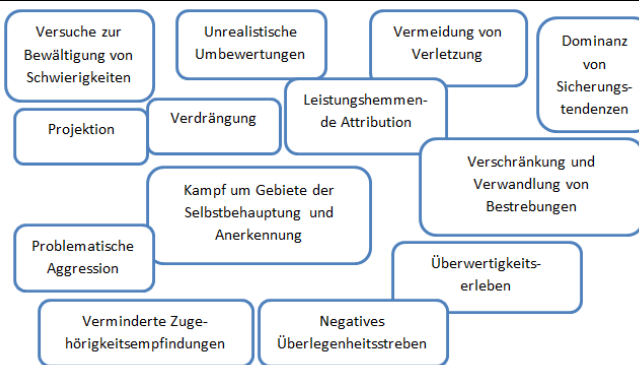 Versuche zur
Bewältigung von
Schwierigkeiten
Unrealistische
Umbewertungen
Vermeidung von
Verletzung
Dominanz
von
Sicherungs-
tendenzen
Projektion
Verdrängung
Leistungshemmen-
de Attribution
Verschränkung und
Verwandlung von
Bestrebungen
Kampf um Gebiete der
Selbstbehauptung und
Anerkennung
Problematische
Aggression
Überwertigkeits-
erleben
Verminderte Zuge-
hörigkeitsempfindungen
Negatives
Überlegenheitsstreben